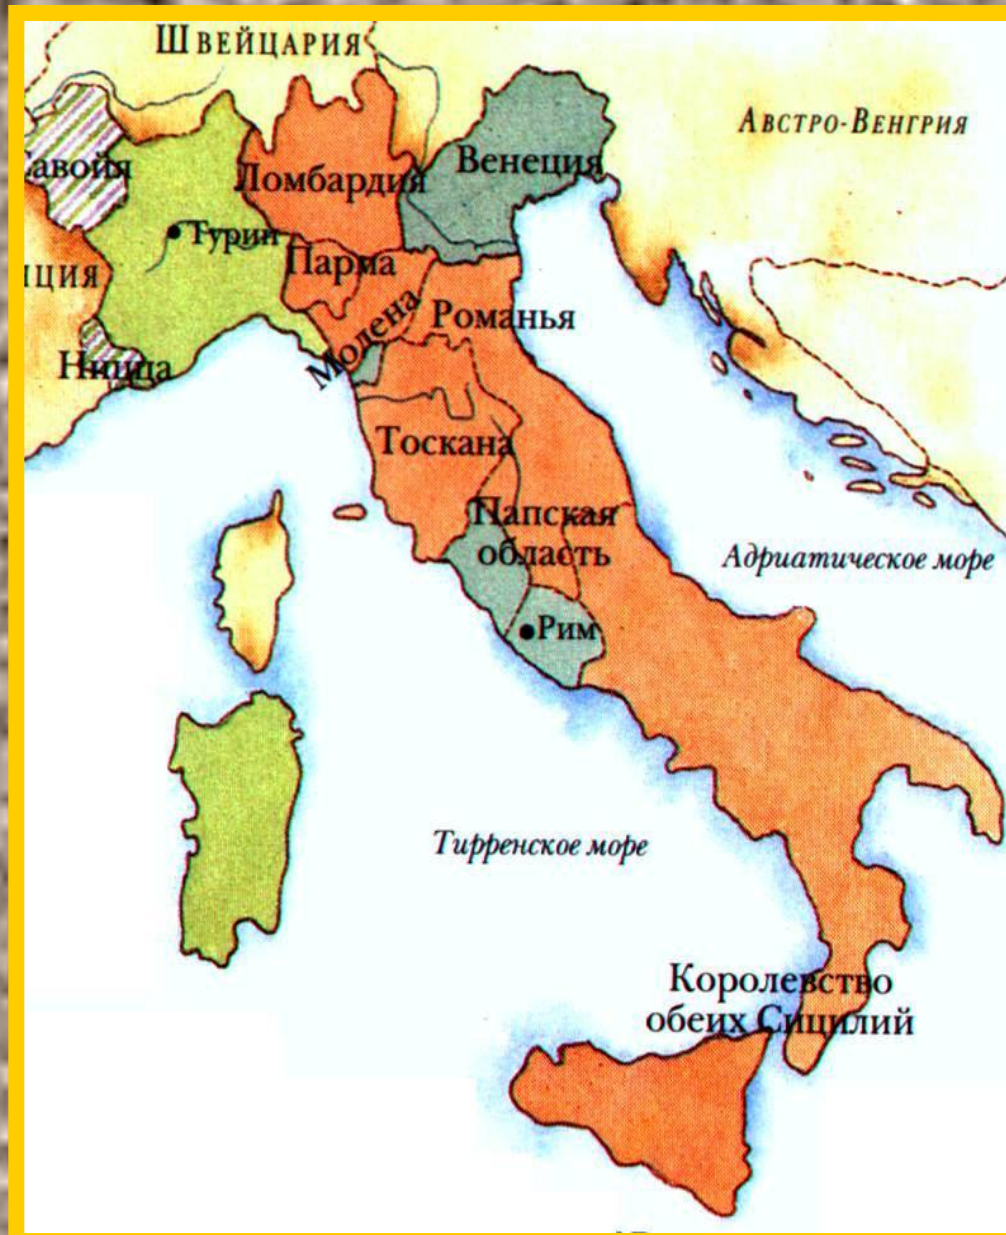 ШВЕЙЦАРИЯ
АВСТРО-ВЕНГРИЯ
Савойя
Ломбардия
Венеция
Турин
Парма
ЦИЯ
Модена
Романья
Ницца
Тоскана
Папская
область
Адриатическое море
Рим
Тирренское море
Королевство
обеих Сицилий